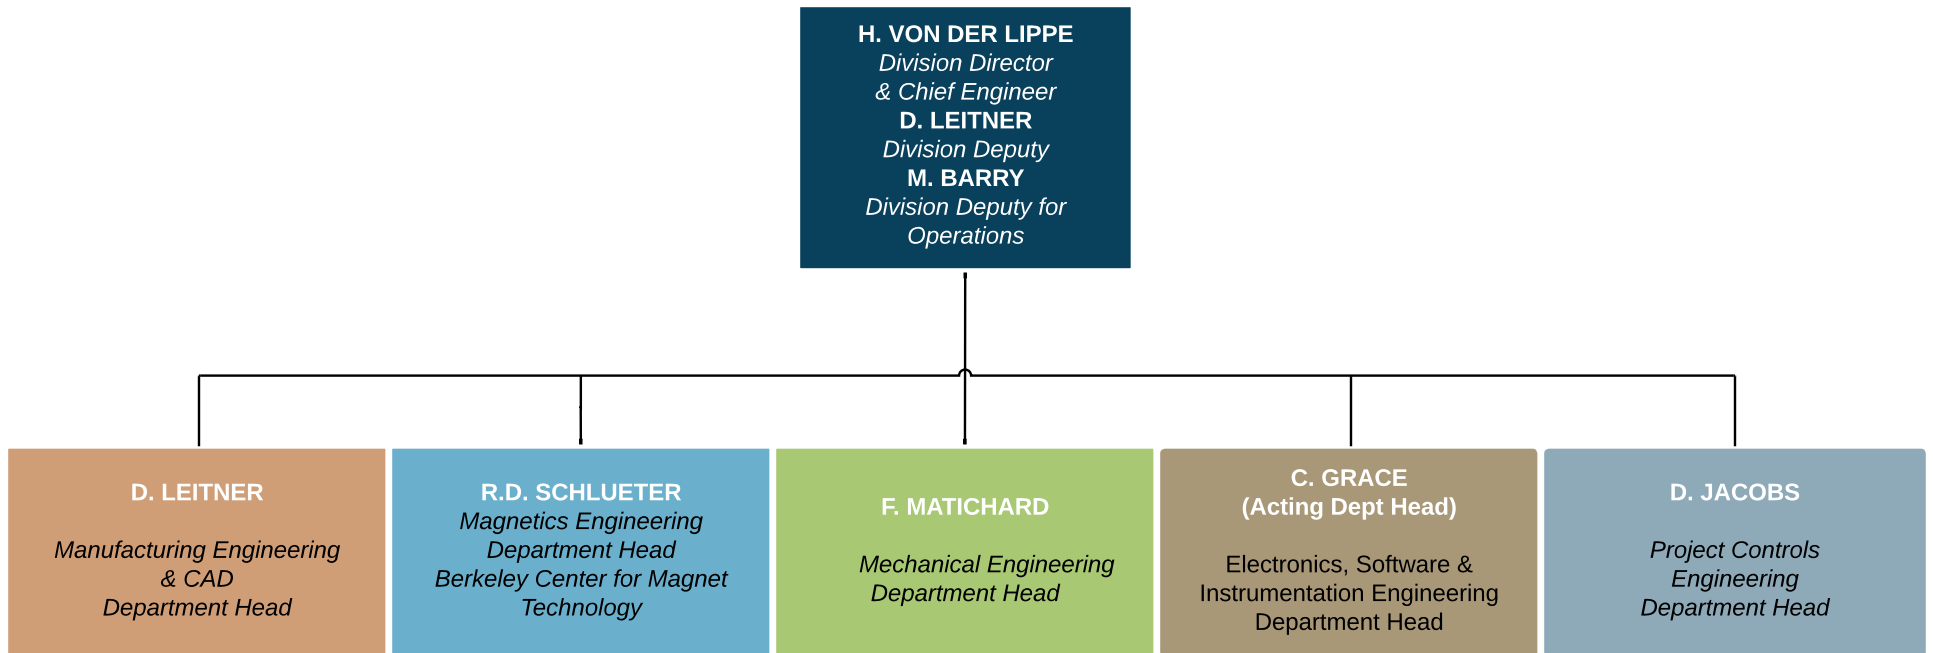 H. VON DER LIPPE
Division Director
& Chief Engineer
D. LEITNER
Division Deputy
M. BARRY
Division Deputy for
Operations
D. LEITNER
Manufacturing Engineering
& CAD
Department Head
R.D. SCHLUETER
Magnetics Engineering
Department Head
Berkeley Center for Magnet
Technology
F. MATICHARD
Mechanical Engineering
Department Head
C. GRACE
(Acting Dept Head)
Electronics, Software &
Instrumentation Engineering
Department Head
D. JACOBS
Project Controls
Engineering
Department Head